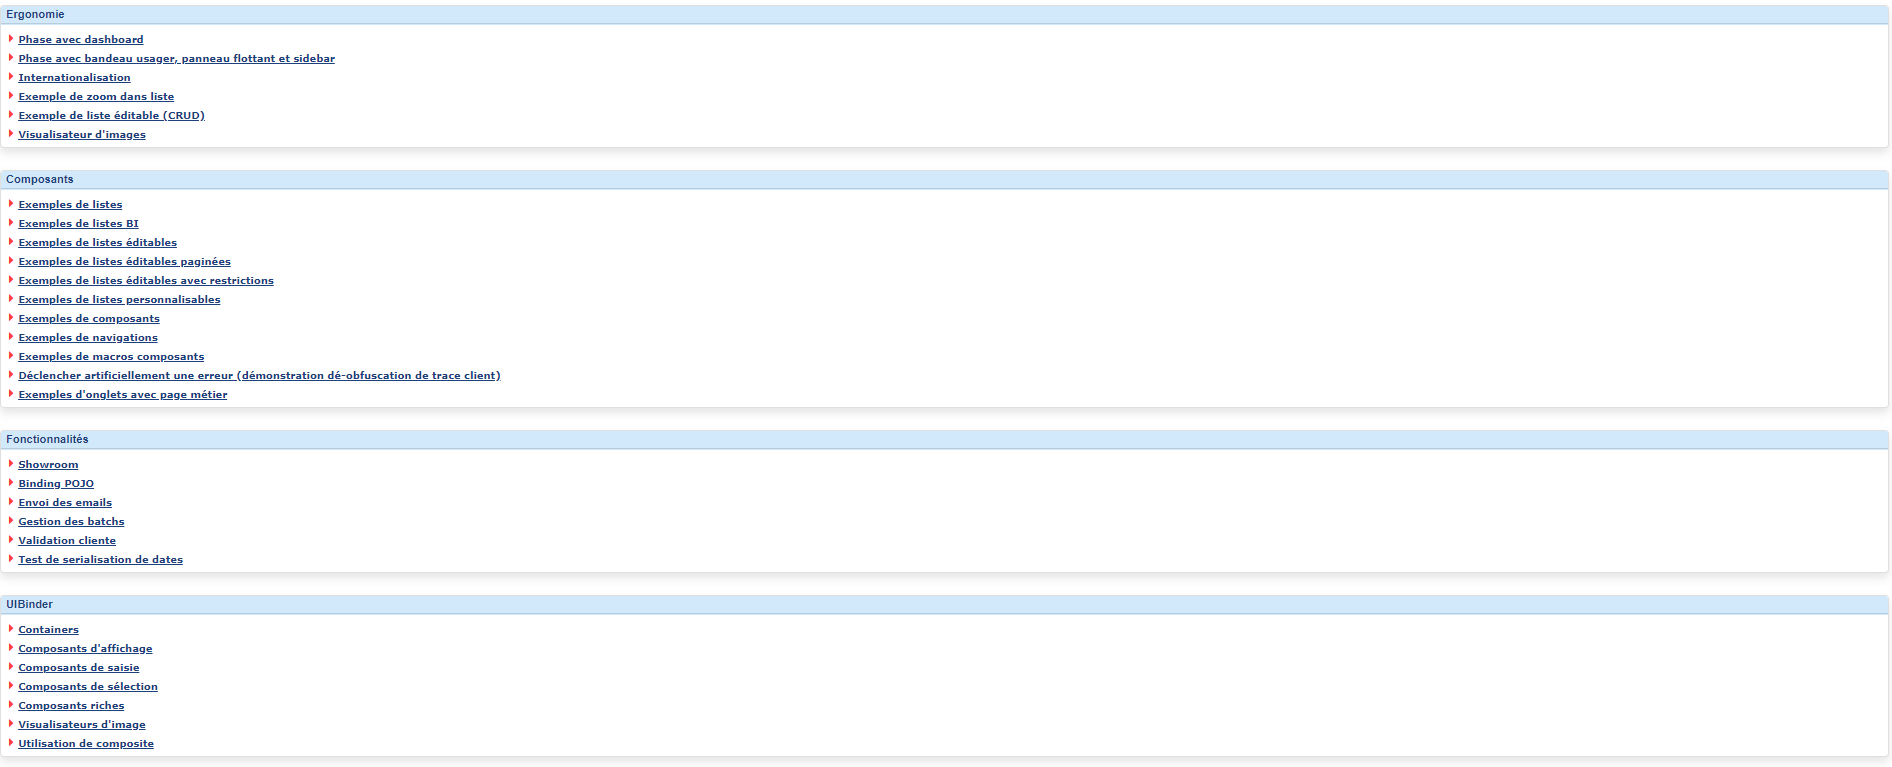 Ergonomie
Phase avec dashboard
Phase avec bandeau usager, panneau flottant et sidebar
Internationalisation
Exemple de zoom dans liste
Exemple de liste éditable (CRUD)
Visualisateur d'images
Composants
Exemples de listes
Exemples de listes BI
Exemples de listes éditables
Exemples de listes éditables paginées
Exemples de listes éditables avec restrictions
Exemples de listes personnalisables
Exemples de composants
Exemples de navigations
Exemples de macros composants
Déclencher artificiellement une erreur (démonstration dé-obfuscation de trace client)
Exemples d'onglets avec page métier
Fonctionnalités
Showroom
Binding POJO
Envoi des emails
Gestion des batchs
Validation cliente
Test de serialisation de dates
UIBinder
Containers
Composants d'affichage
Composants de saisie
Composants de sélection
Composants riches
Visualisateurs d'image
Utilisation de composite